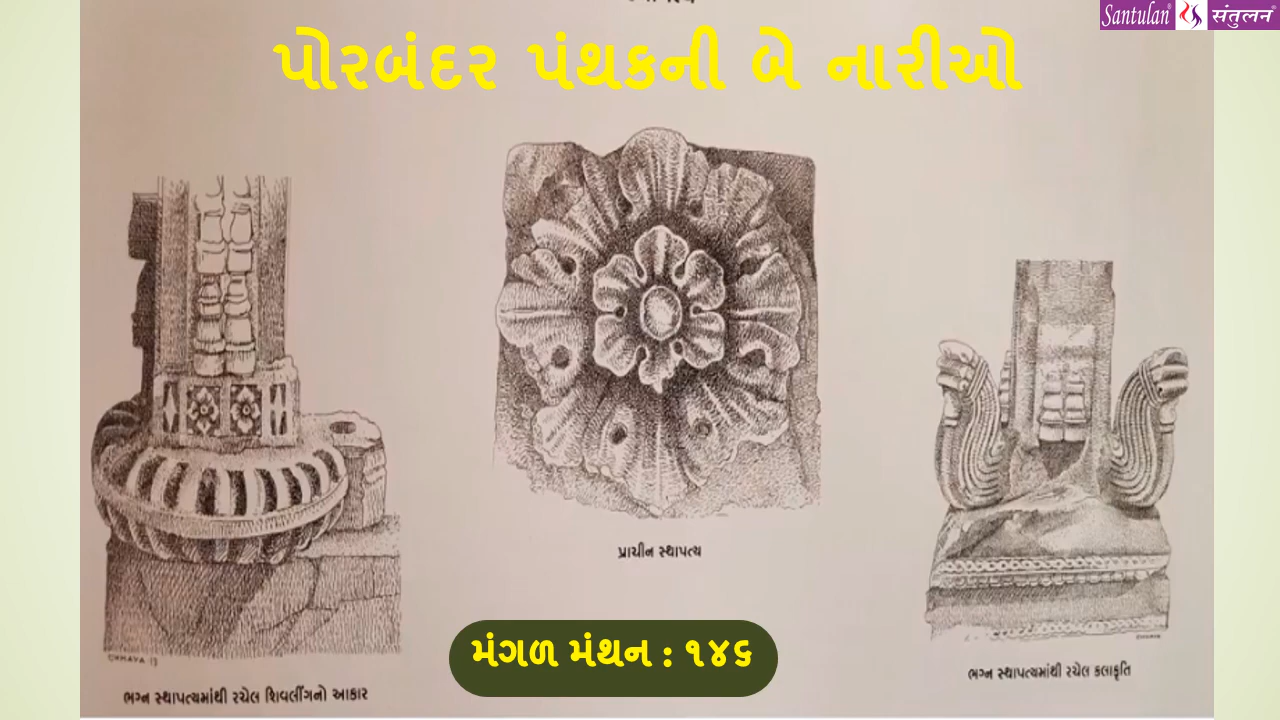 Santulan
संतुलन
પોરબંદર પંથકની બે નારીઓ
પ્રાચીન સ્થાપત્ય
મંગળ મંથન : ૧૪૬
ભગ્ન સ્થાપત્યમાંથી રચેલ કલાકૃતિ
ભગ્ન સ્થાપત્યમાંથી રચેલ શિવલીંગનો આકાર